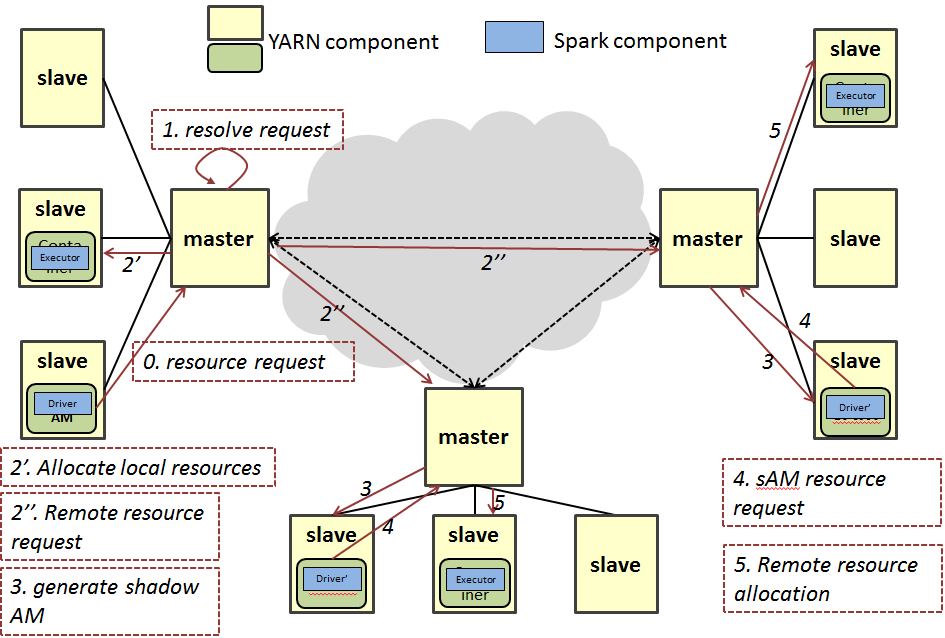 YARN component
Spark component
slave
slave
Executor
iner
1. resolve request
5
slave
Conta
Executor
iner
2’
master
2’’
master
slave
2’’
0. resource request
4
3
slave
Driver
AM
slave
Driver’
master
2’. Allocate local resources
2’’. Remote resource
request
3. generate shadow
AM
3
4
5
slave
Driver’
slave
Executor
iner
slave
4. sAM resource
request
5. Remote resource
allocation